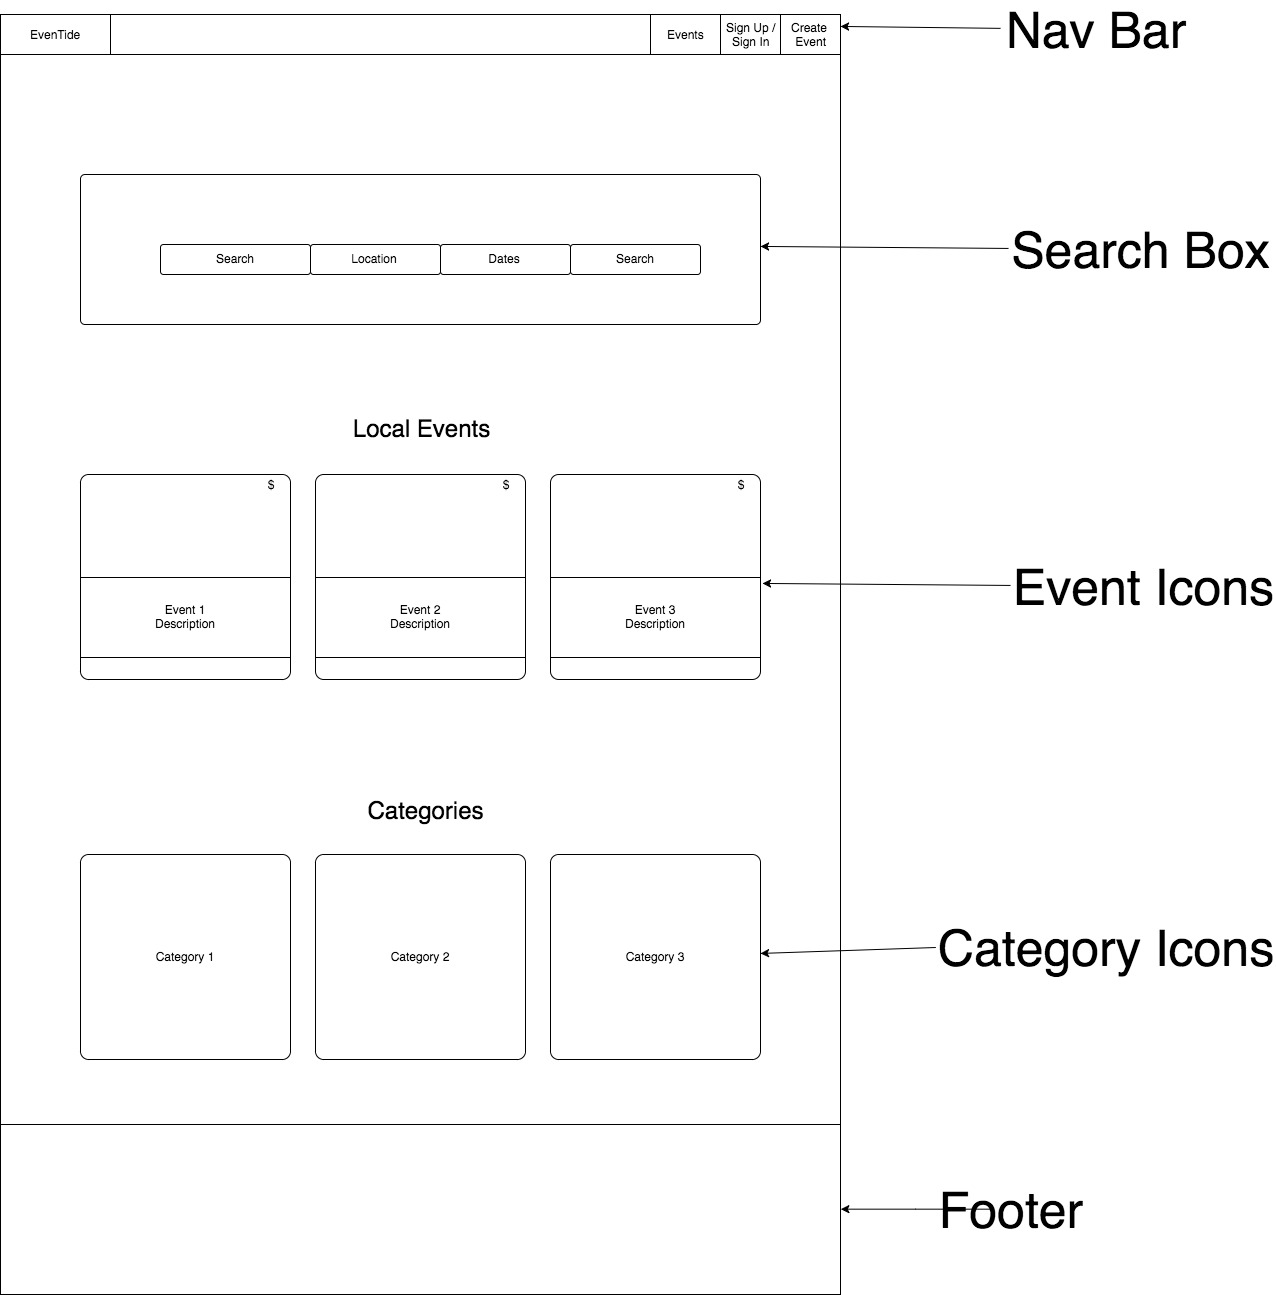 EvenTide
Events
Sign Up /
Sign In
Create
Event
Nav Bar
Search
Location
Dates
Search
Search Box
Local Events
$
$
$
Event 1
Description
Event 2
Description
Event 3
Description
Event Icons
Categories
Category 1
Category 2
Category 3
Category Icons
Footer